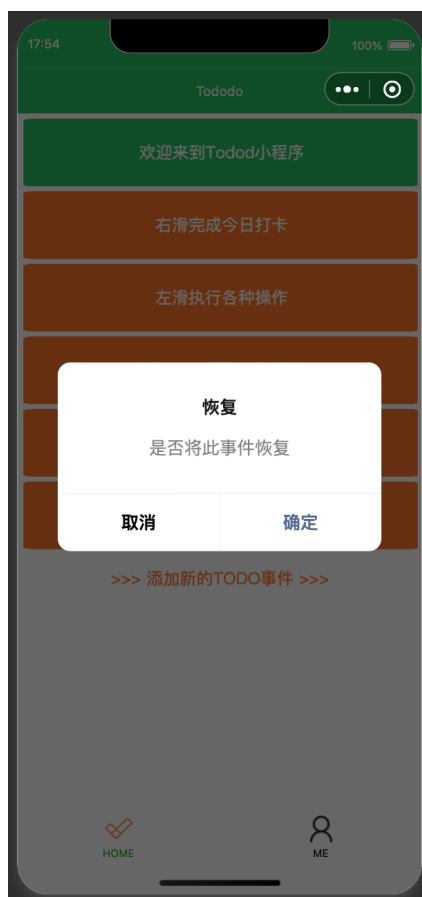 17:54
100%
Tododo
欢迎来到Todod小程序
右滑完成今日打卡
左滑执行各种操作
恢复
是否将此事件恢复
取消
确定
>>> 添加新的TODO事件 >>>
HOME
ME